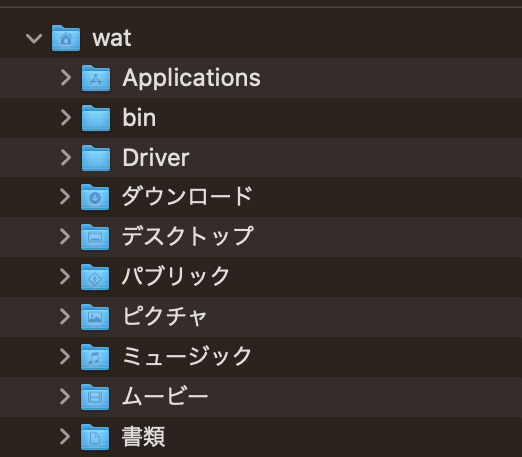 wat
Applications
bin
Driver
ダウンロード
デスクトップ
パブリック
ピクチャ
ミュージック
ムービー
書類